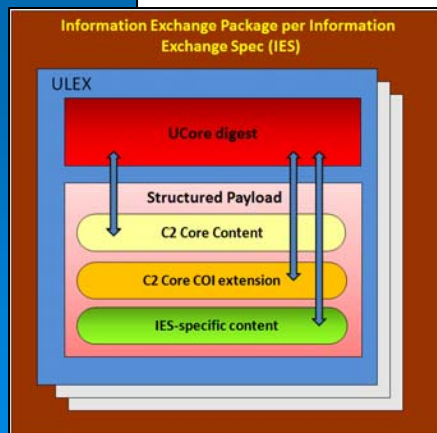 Information Exchange Package per Information
Exchange Spec (IES)
ULEX
UCore digest
Structured Payload
C2 Core Content
C2 Core COI extension
IES-specific content